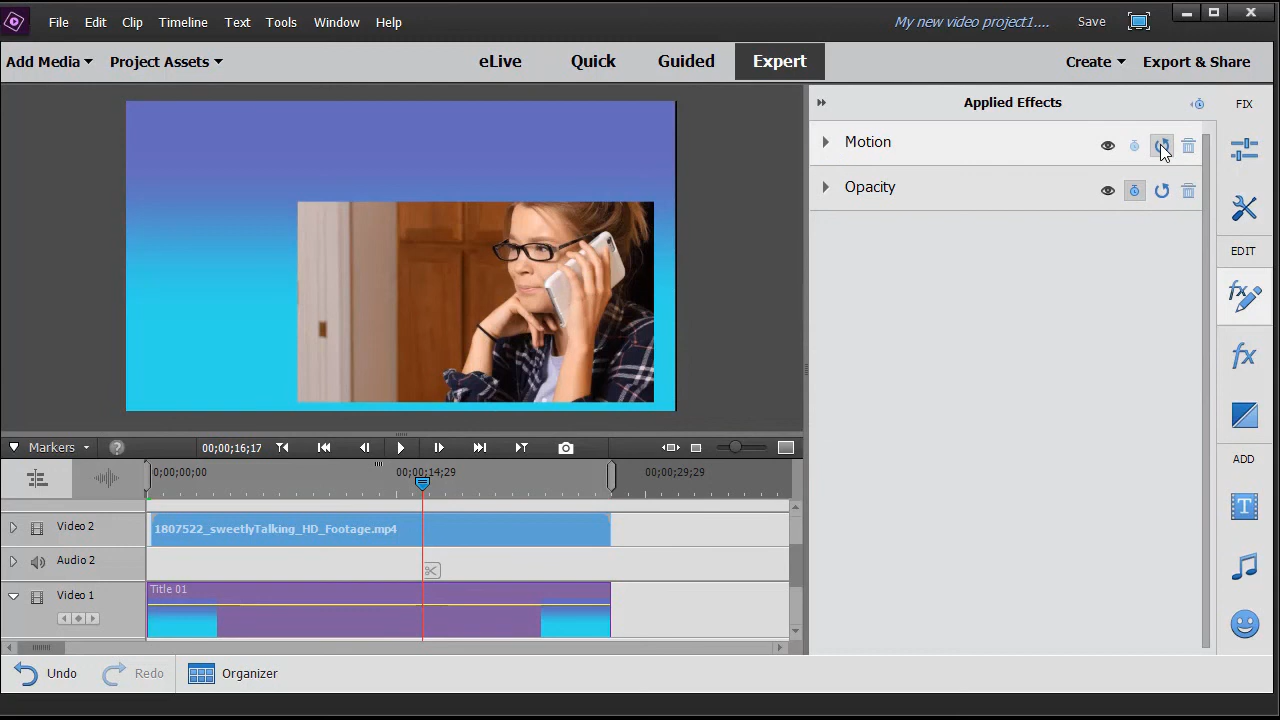 File Edit Clip Timeline Text Tools Window Help My new video project1.... Save
Add Media Project Assets eLive Quick Guided Expert Create Export & Share
Applied Effects FIX
Motion
Opacity
EDIT
fx
fx
Markers ? 00;00;16;17
0;00;00;00 00;00;14;29 00;00;29;29
ADD
T
Video 2 1807522_sweetlyTalking_HD_Footage.mp4
Audio 2
Title 01
Video 1
Undo Redo Organizer